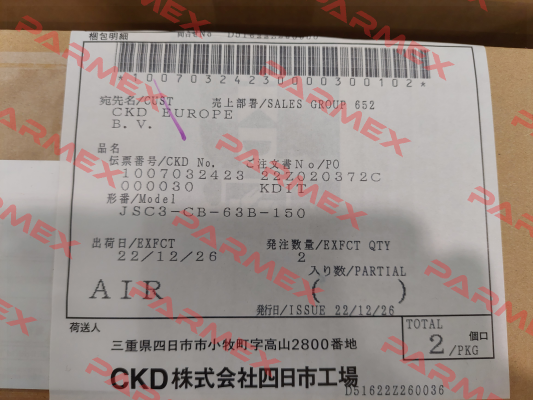 梱包明細
*100703242300000300102*
宛先名/CUST 売上部署/SALES GROUP 652
CKD EUROPE
B. V.
品名
伝票番号/CKD No. ご注文書No/PO
1007032423 22Z020372C
000030 KDIT
形番/Model
JSC3-CB-63B-150
出荷日/EXFCT 発注数量/EXFCT QTY
22/12/26 2
入り数/PARTIAL
AIR ( )
発行日/ISSUE 22/12/26
荷送人 TOTAL 個口
2/PKG
三重県四日市市小牧町字高山2800番地
CKD株式会社四日市工場
D51622Z260036
PARMEX